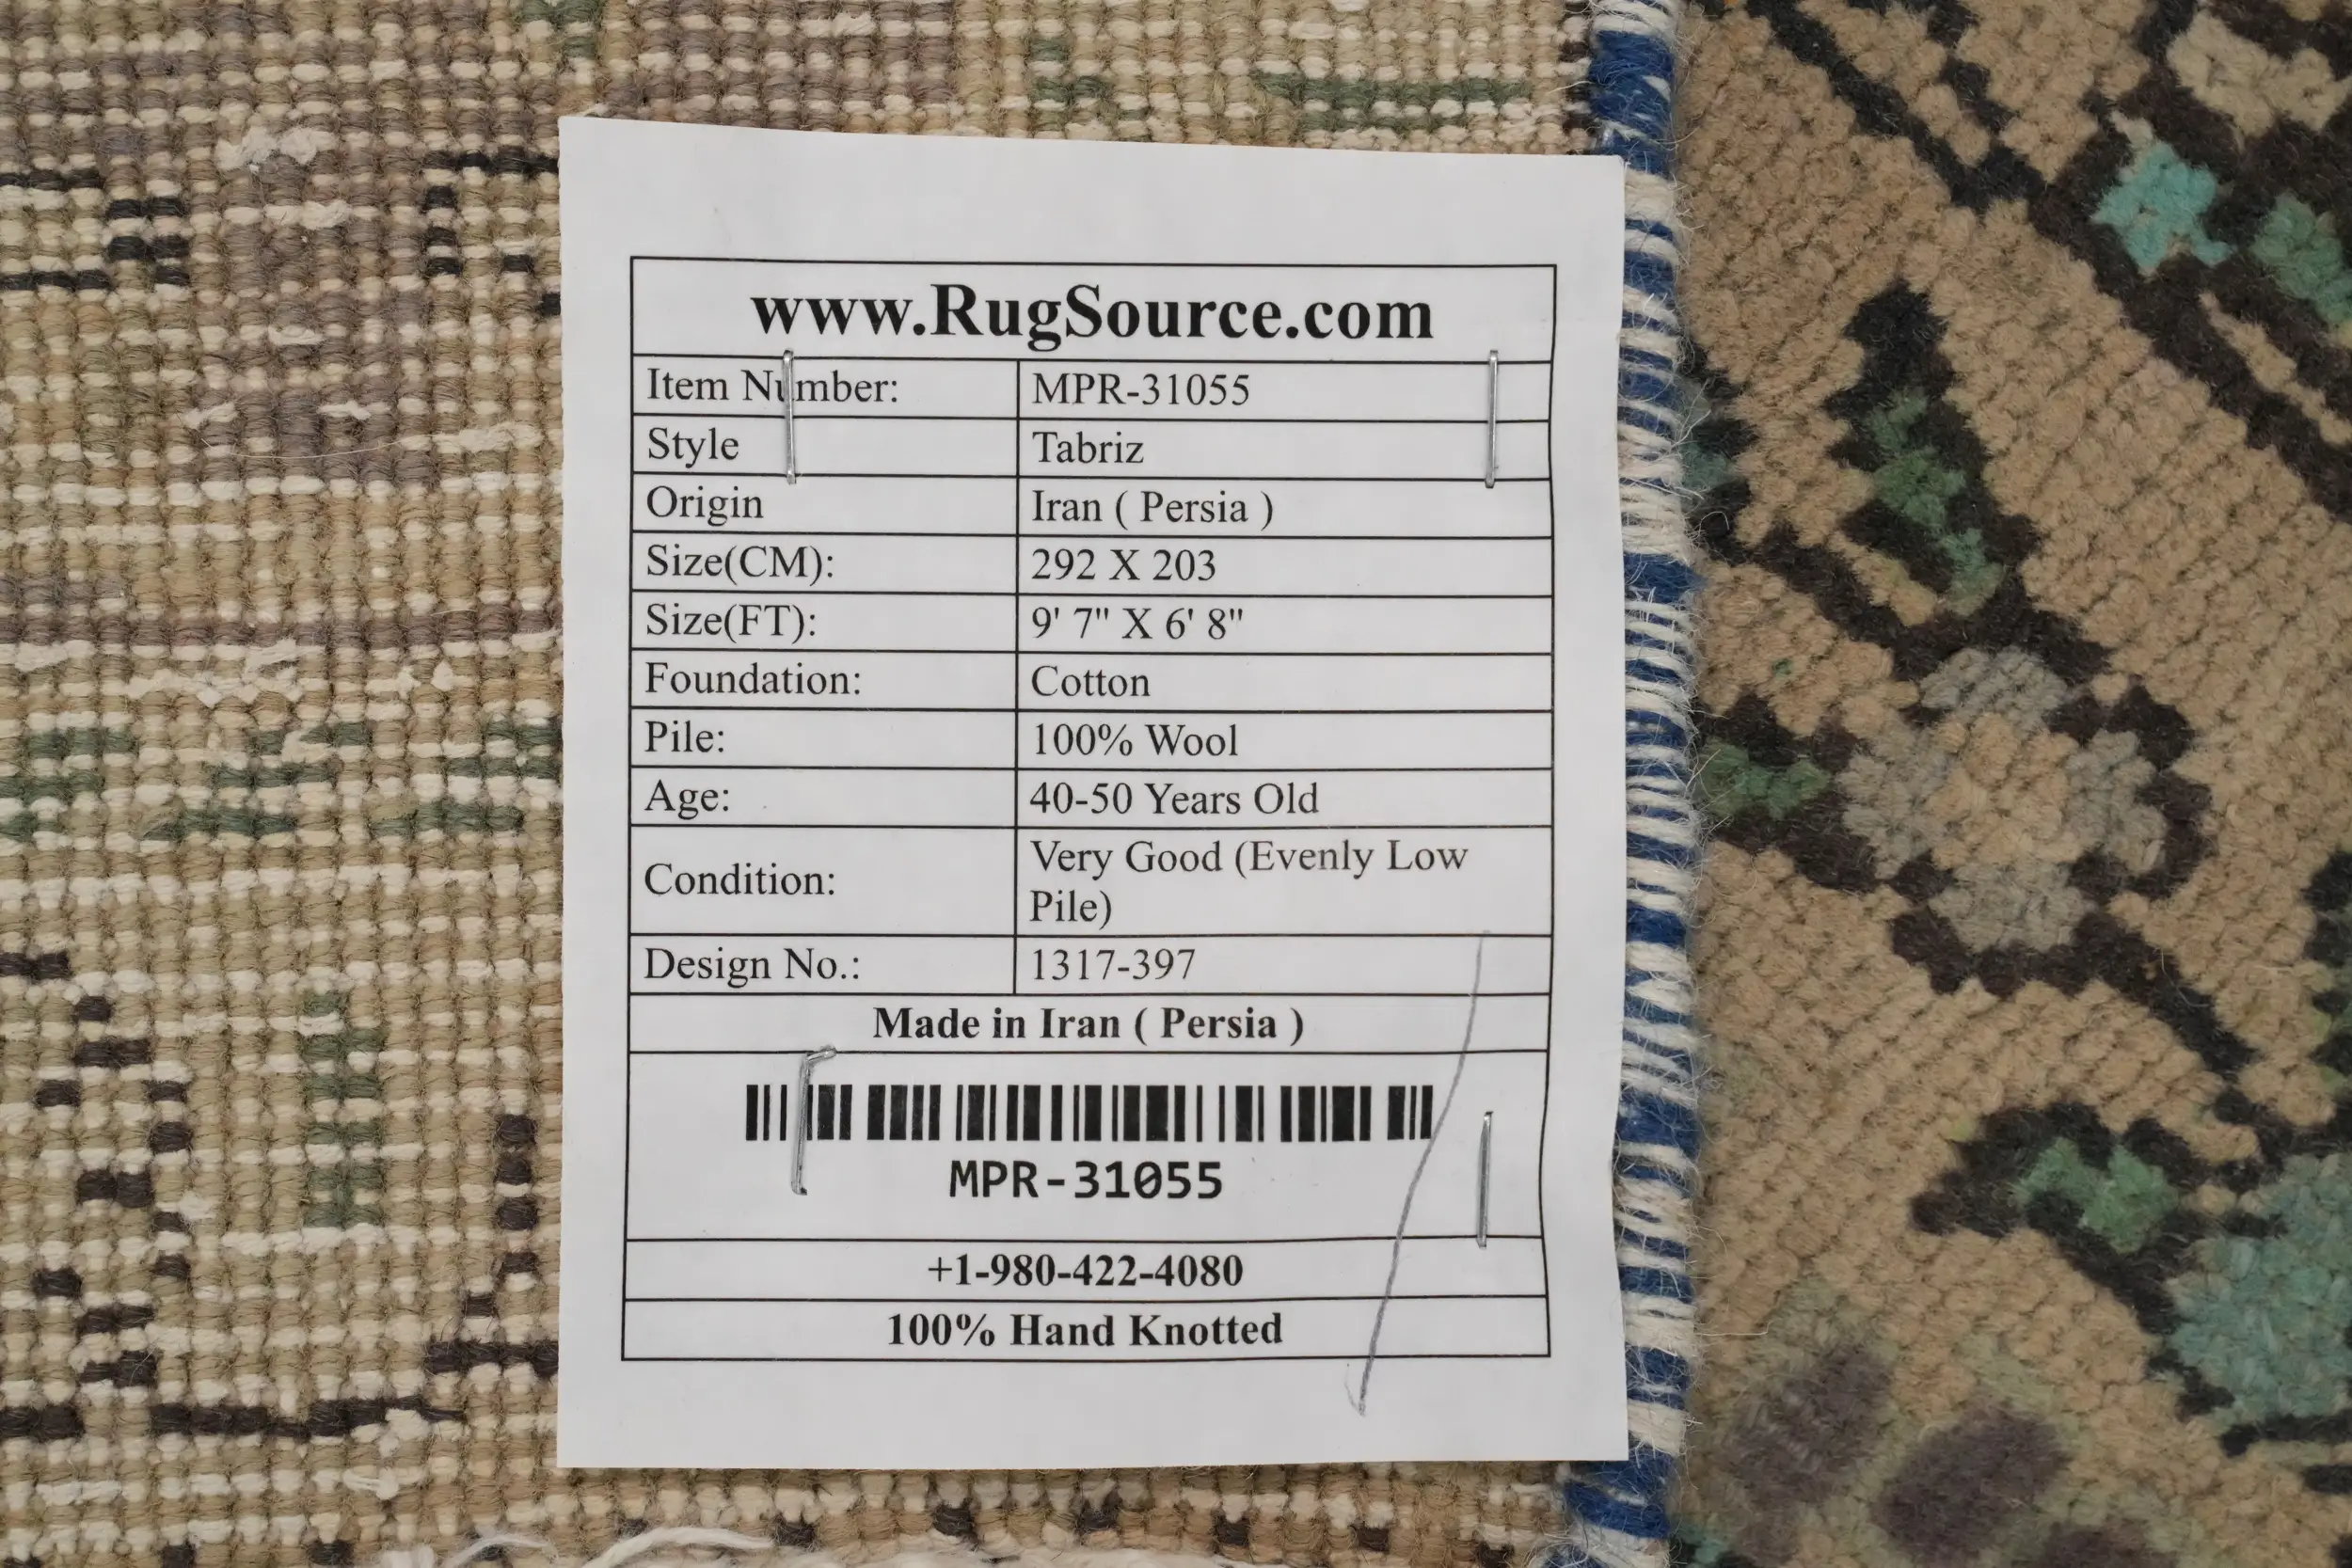 www.RugSource.com
Item Number: MPR-31055
Style Tabriz
Origin Iran ( Persia )
Size(CM): 292 X 203
Size(FT): 9' 7" X 6' 8"
Foundation: Cotton
Pile: 100% Wool
Age: 40-50 Years Old
Condition: Very Good (Evenly Low
Pile)
Design No.: 1317-397
Made in Iran ( Persia )
MPR-31055
+1-980-422-4080
100% Hand Knotted